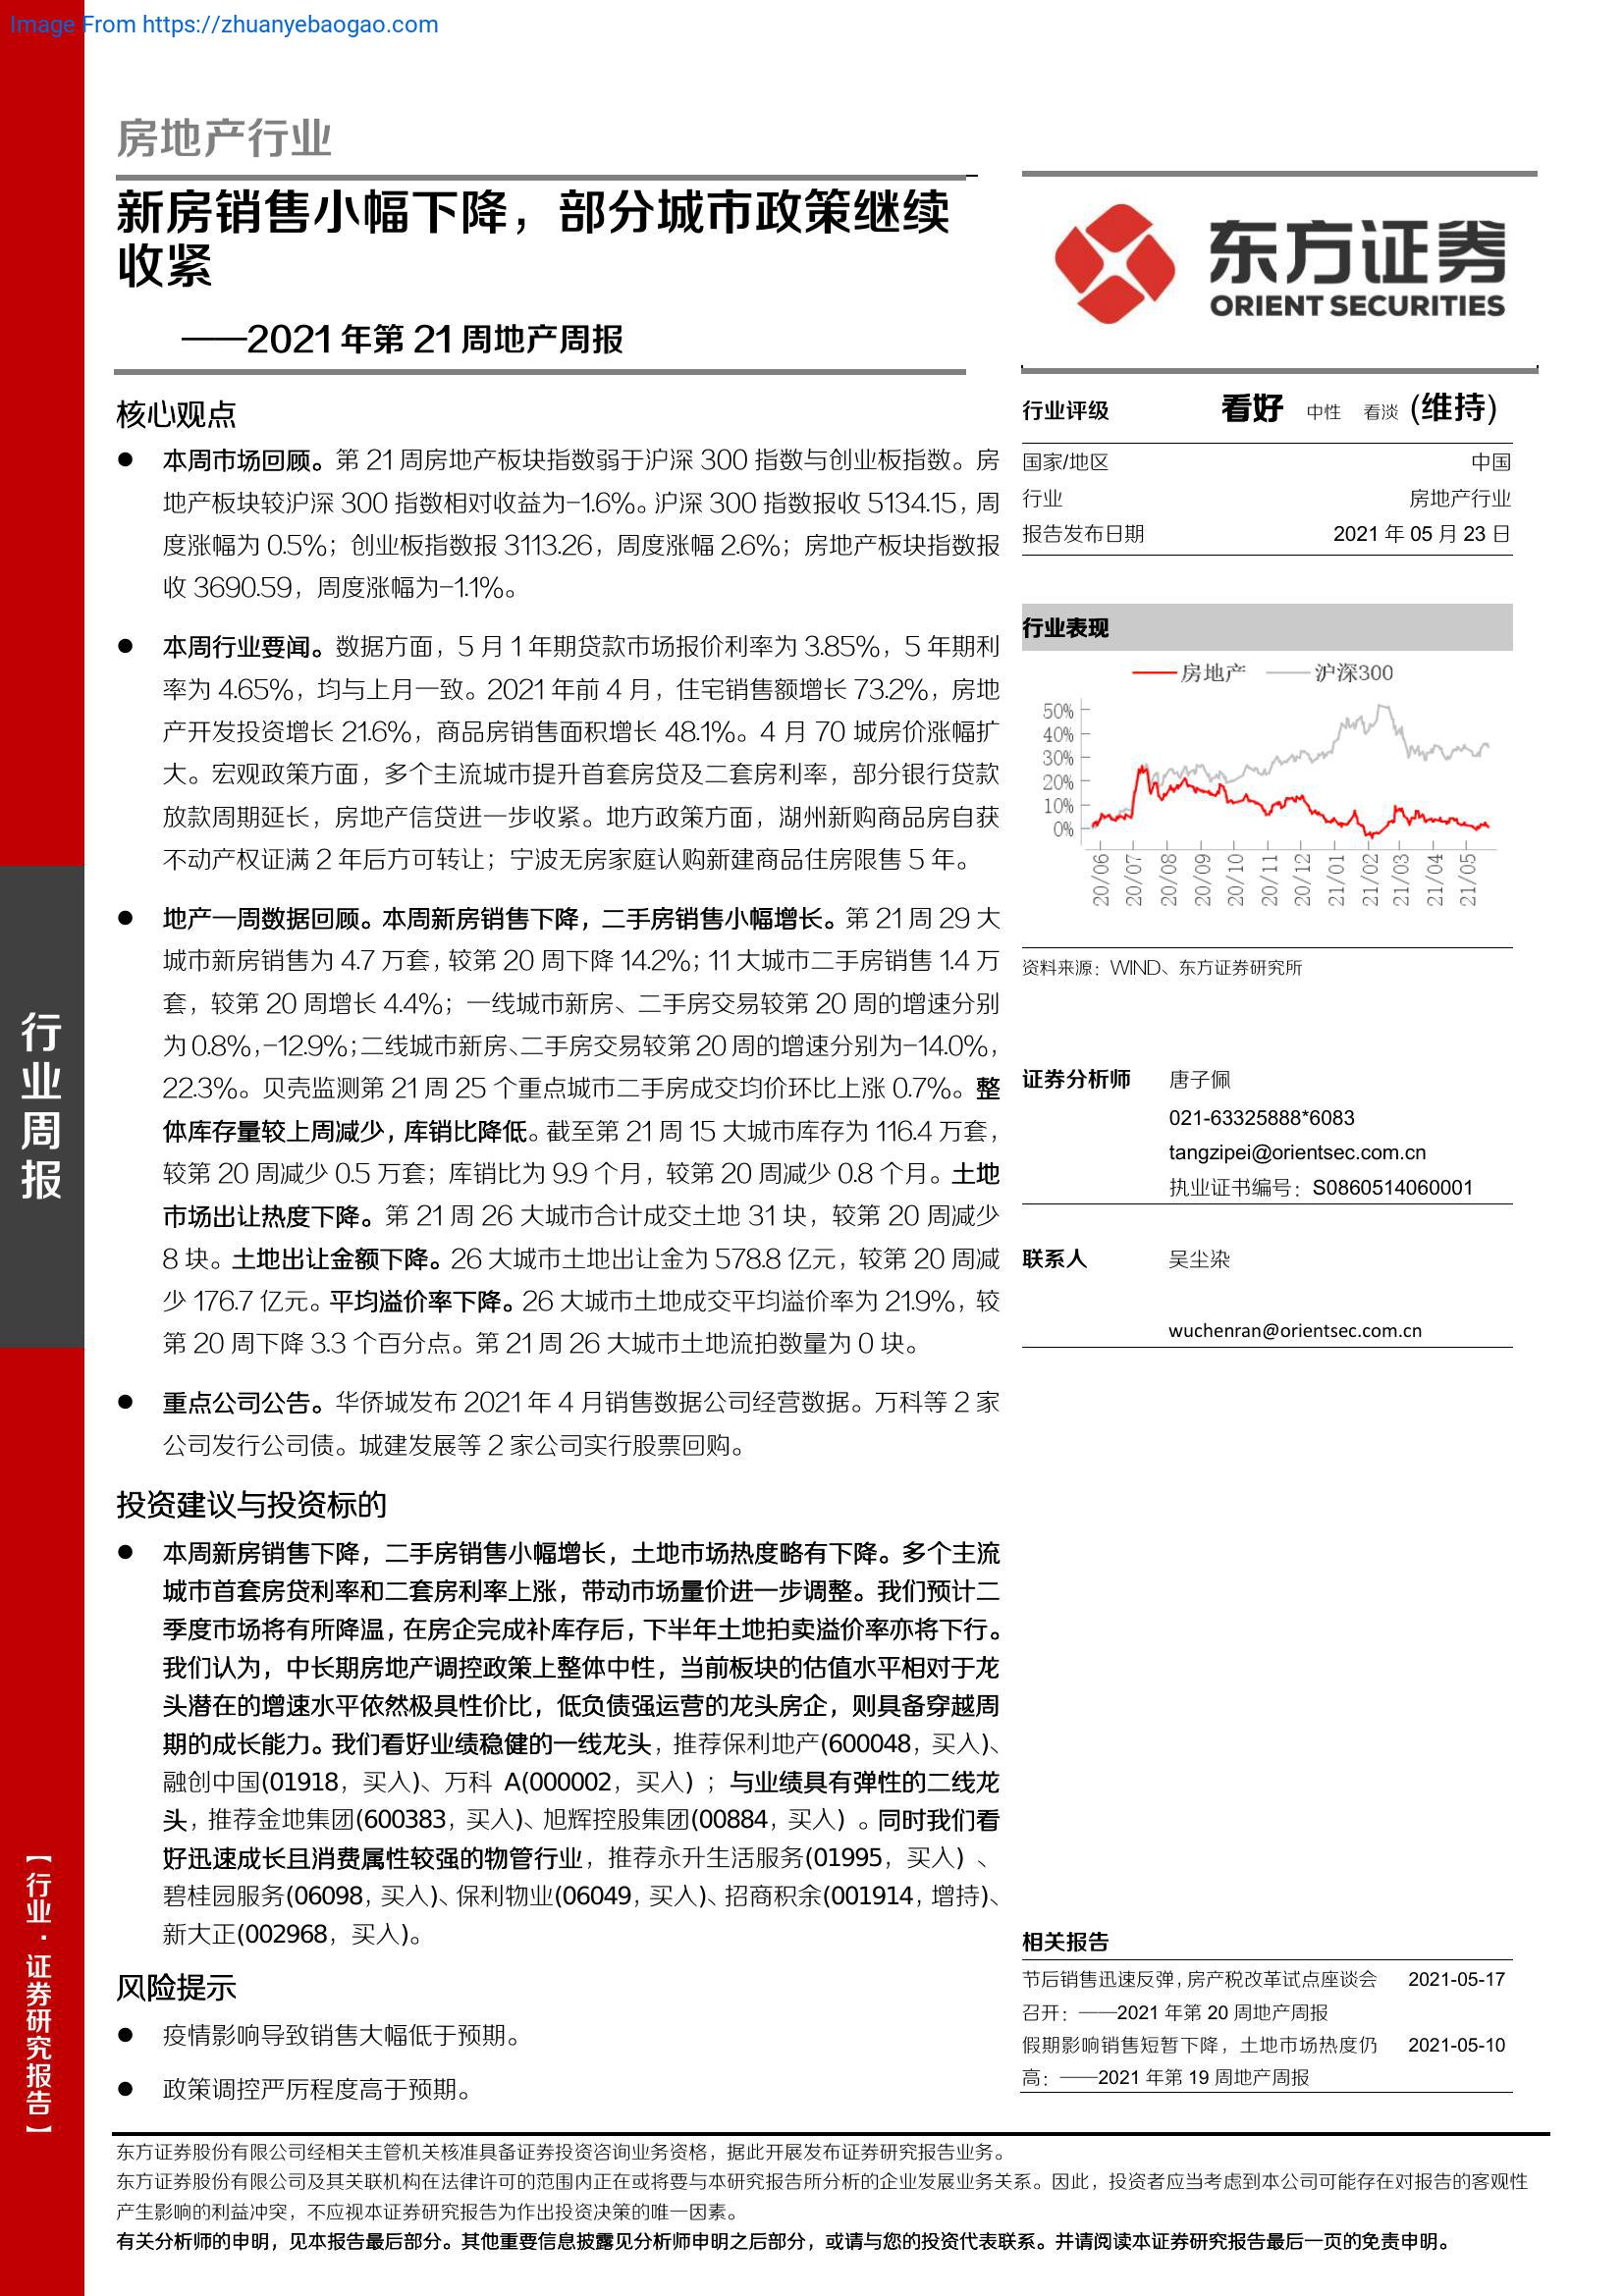 Image From https://zhuanyebaogao.com
房地产行业
新房销售小幅下降，部分城市政策继续
收紧
——2021年第21周地产周报
东方证券
ORIENT SECURITIES
核心观点
● 本周市场回顾。第21周房地产板块指数弱于沪深300指数与创业板指数。房
地产板块较沪深300指数相对收益为-1.6%。沪深300指数报收5134.15，周
度涨幅为0.5%；创业板指数报3113.26，周度涨幅2.6%；房地产板块指数报
收3690.59，周度涨幅为-1.1%。
● 本周行业要闻。数据方面，5月1年期贷款市场报价利率为3.85%，5年期利
率为4.65%，均与上月一致。2021年前4月，住宅销售额增长73.2%，房地
产开发投资增长21.6%，商品房销售面积增长48.1%。4月70城房价涨幅扩
大。宏观政策方面，多个主流城市提升首套房贷及二套房利率，部分银行贷款
放款周期延长，房地产信贷进一步收紧。地方政策方面，湖州新购商品房自获
不动产权证满2年后方可转让；宁波无房家庭认购新建商品住房限售5年。
● 地产一周数据回顾。本周新房销售下降，二手房销售小幅增长。第21周29大
城市新房销售为4.7万套，较第20周下降14.2%；11大城市二手房销售1.4万
套，较第20周增长4.4%；一线城市新房、二手房交易较第20周的增速分别
为0.8%，-12.9%；二线城市新房、二手房交易较第20周的增速分别为-14.0%，
22.3%。贝壳监测第21周25个重点城市二手房成交均价环比上涨0.7%。整
体库存量较上周减少，库销比降低。截至第21周15大城市库存为116.4万套，
较第20周减少0.5万套；库销比为9.9个月，较第20周减少0.8个月。土地
市场出让热度下降。第21周26大城市合计成交土地31块，较第20周减少
8块。土地出让金额下降。26大城市土地出让金为578.8亿元，较第20周减
少176.7亿元。平均溢价率下降。26大城市土地成交平均溢价率为21.9%，较
第20周下降3.3个百分点。第21周26大城市土地流拍数量为0块。
● 重点公司公告。华侨城发布2021年4月销售数据公司经营数据。万科等2家
公司发行公司债。城建发展等2家公司实行股票回购。
投资建议与投资标的
● 本周新房销售下降，二手房销售小幅增长，土地市场热度略有下降。多个主流
城市首套房贷利率和二套房利率上涨，带动市场量价进一步调整。我们预计二
季度市场将有所降温，在房企完成补库存后，下半年土地拍卖溢价率亦将下行。
我们认为，中长期房地产调控政策上整体中性，当前板块的估值水平相对于龙
头潜在的增速水平依然极具性价比，低负债强运营的龙头房企，则具备穿越周
期的成长能力。我们看好业绩稳健的一线龙头，推荐保利地产(600048，买入)、
融创中国(01918，买入)、万科 A(000002，买入) ；与业绩具有弹性的二线龙
头，推荐金地集团(600383，买入)、旭辉控股集团(00884，买入) 。同时我们看
好迅速成长且消费属性较强的物管行业，推荐永升生活服务(01995，买入) 、
碧桂园服务(06098，买入)、保利物业(06049，买入)、招商积余(001914，增持)、
新大正(002968，买入)。
风险提示
● 疫情影响导致销售大幅低于预期。
● 政策调控严厉程度高于预期。
行业评级 看好 中性 看淡 (维持)
国家/地区 中国
行业 房地产行业
报告发布日期 2021年05月23日
行业表现
房地产 沪深300
50%
40%
30%
20%
10%
0%
20/06 20/07 20/08 20/09 20/10 20/11 20/12 21/01 21/02 21/03 21/04 21/05
资料来源：WIND、东方证券研究所
证券分析师 唐子佩
021-63325888*6083
tangzipei@orientsec.com.cn
执业证书编号：S0860514060001
联系人 吴尘染
wuchenran@orientsec.com.cn
相关报告
节后销售迅速反弹，房产税改革试点座谈会 2021-05-17
召开：——2021年第20周地产周报
假期影响销售短暂下降，土地市场热度仍 2021-05-10
高：——2021年第19周地产周报
行业周报
【行业·证券研究报告】
东方证券股份有限公司经相关主管机关核准具备证券投资咨询业务资格，据此开展发布证券研究报告业务。
东方证券股份有限公司及其关联机构在法律许可的范围内正在或将要与本研究报告所分析的企业发展业务关系。因此，投资者应当考虑到本公司可能存在对报告的客观性
产生影响的利益冲突，不应视本证券研究报告为作出投资决策的唯一因素。
有关分析师的申明，见本报告最后部分。其他重要信息披露见分析师申明之后部分，或请与您的投资代表联系。并请阅读本证券研究报告最后一页的免责申明。